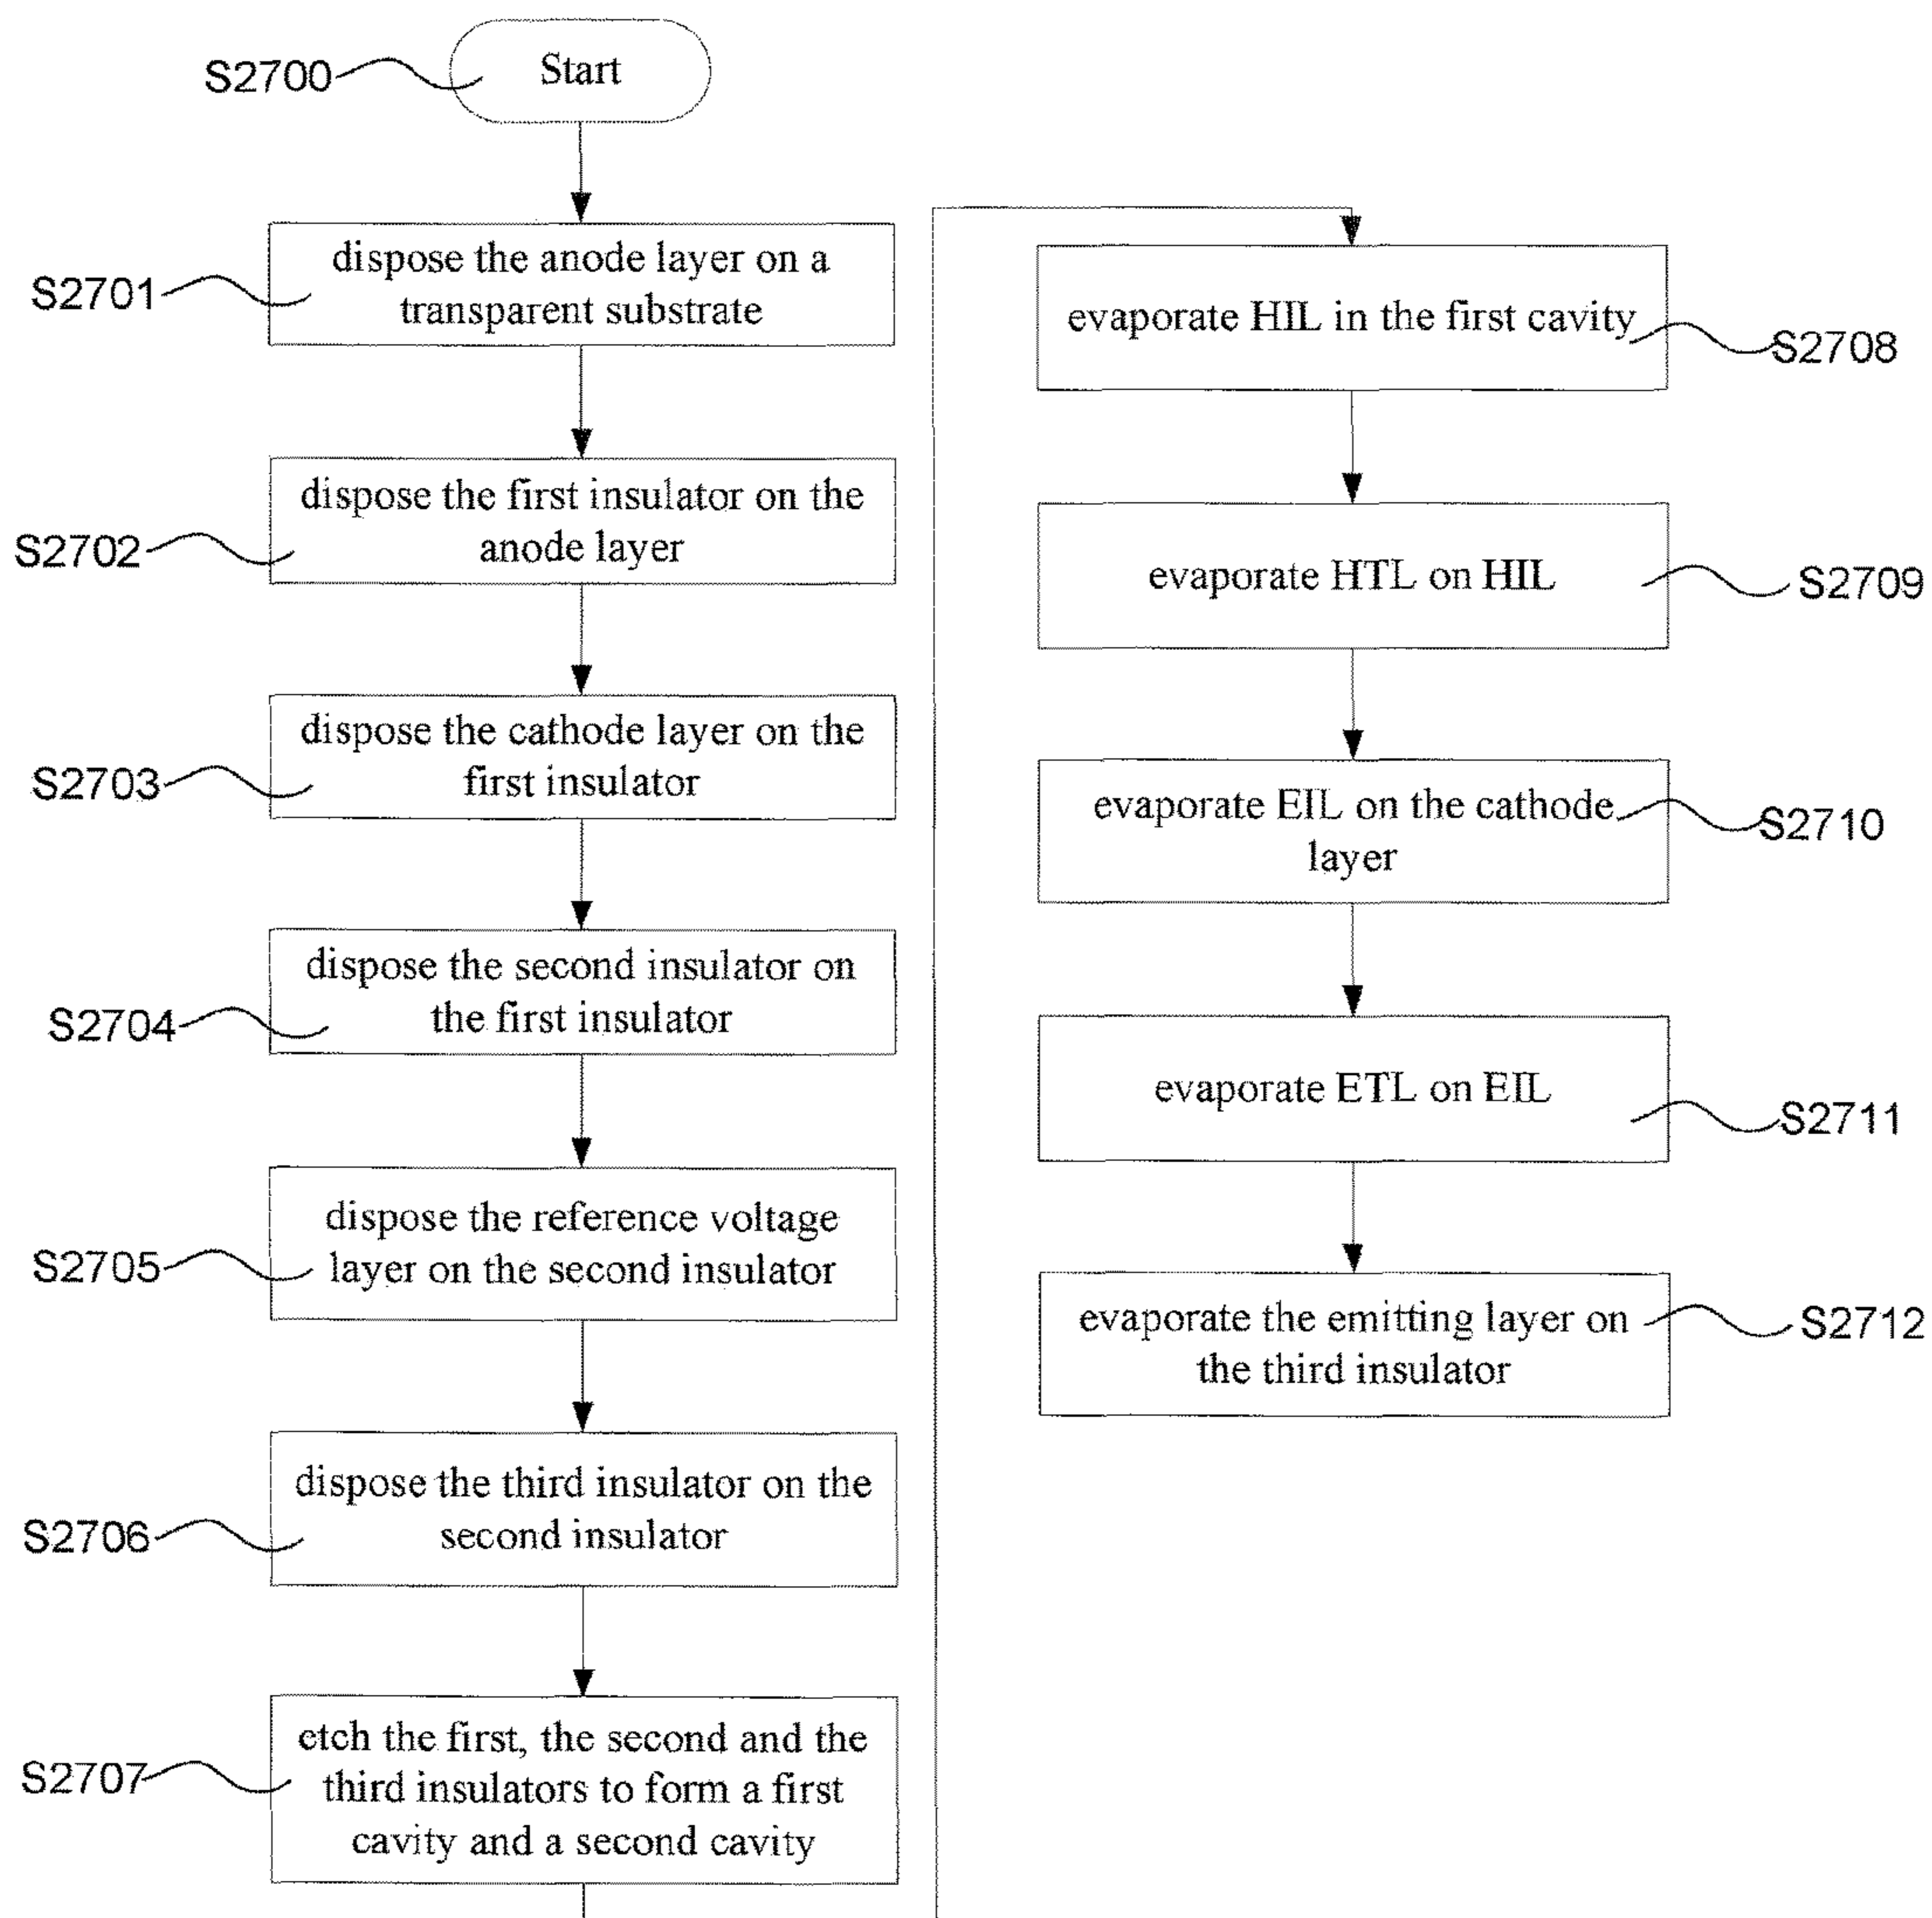 S2700
Start
S2701
dispose the anode layer on a
transparent substrate
S2702
dispose the first insulator on the
anode layer
S2703
dispose the cathode layer on the
first insulator
S2704
dispose the second insulator on
the first insulator
S2705
dispose the reference voltage
layer on the second insulator
S2706
dispose the third insulator on the
second insulator
S2707
etch the first, the second and the
third insulators to form a first
cavity and a second cavity
evaporate HIL in the first cavity
S2708
evaporate HTL on HIL
S2709
evaporate EIL on the cathode
layer
S2710
evaporate ETL on EIL
S2711
evaporate the emitting layer on
the third insulator
S2712